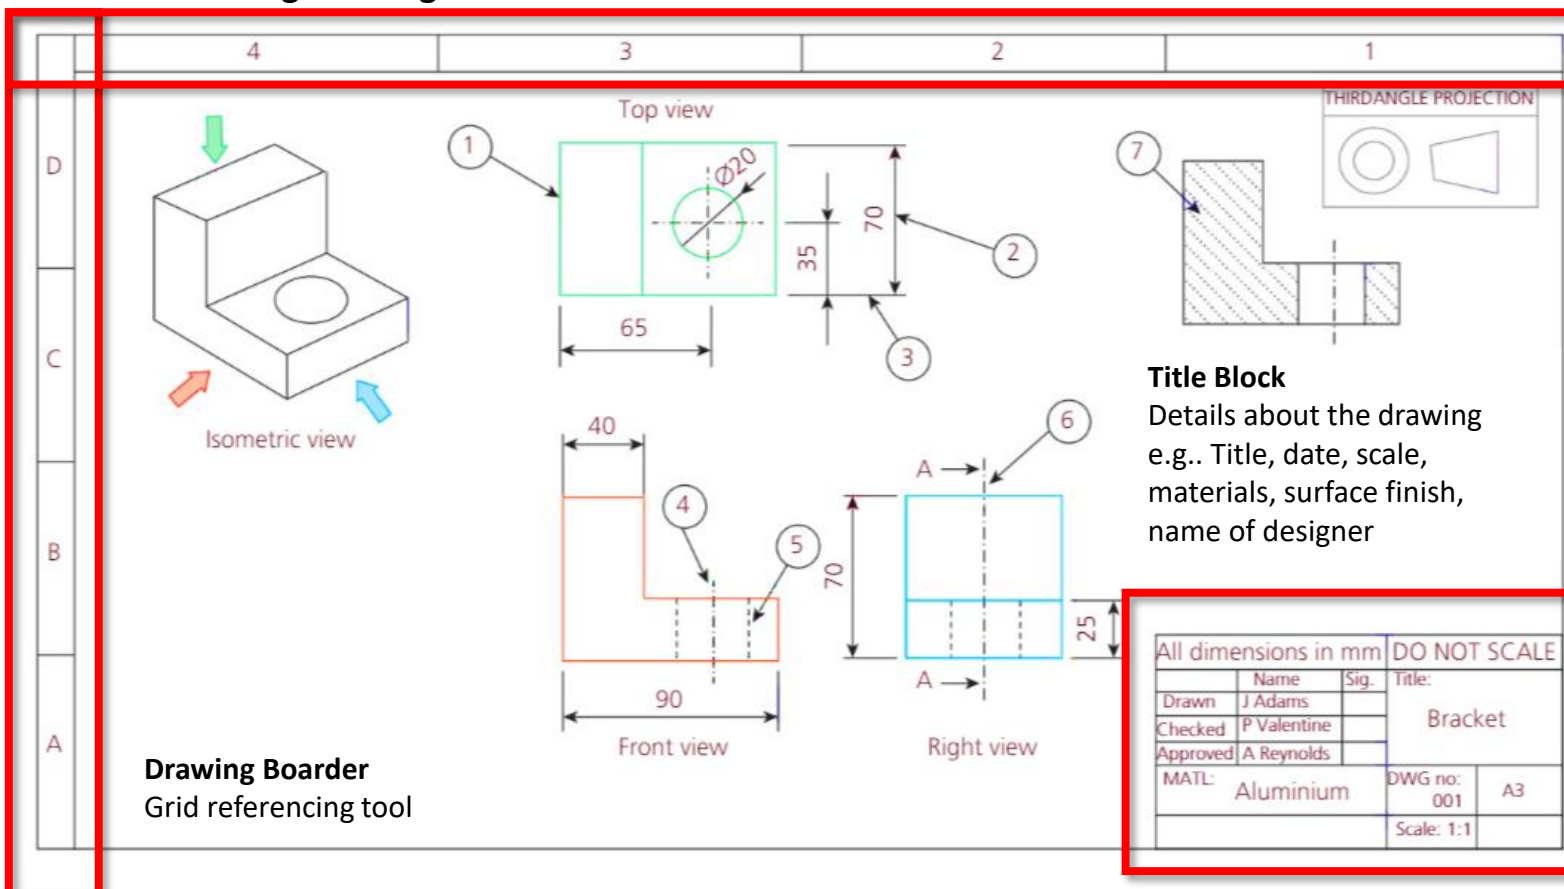 4 3 2 1
D
C
B
A
Top view
THIRDANGLE PROJECTION
1
Ø20
7
70
2
35
65
3
Isometric view
Title Block
Details about the drawing
e.g.. Title, date, scale,
materials, surface finish,
name of designer
40
6
A
4
5
70
25
A
90
Front view
Right view
Drawing Boarder
Grid referencing tool
All dimensions in mm DO NOT SCALE
Name Sig. Title:
Drawn J Adams
Bracket
Checked P Valentine
Approved A Reynolds
MATL: Aluminium
DWG no:
001
A3
Scale: 1:1